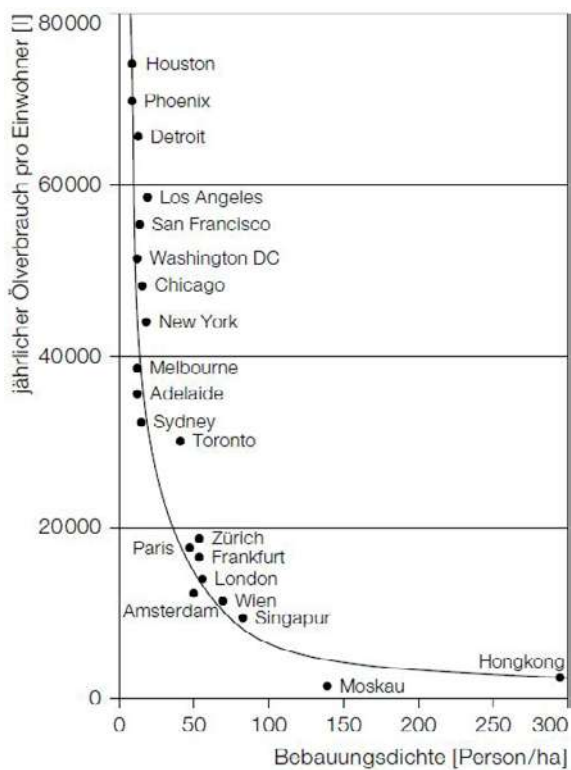 jährlicher Ölverbrauch pro Einwohner [l]
80000
Houston
Phoenix
Detroit
60000
Los Angeles
San Francisco
Washington DC
Chicago
New York
40000
Melbourne
Adelaide
Sydney
Toronto
20000
Zürich
Paris
Frankfurt
London
Amsterdam
Wien
Singapur
Hongkong
Moskau
0
0 50 100 150 200 250 300
Bebauungsdichte [Person/ha]